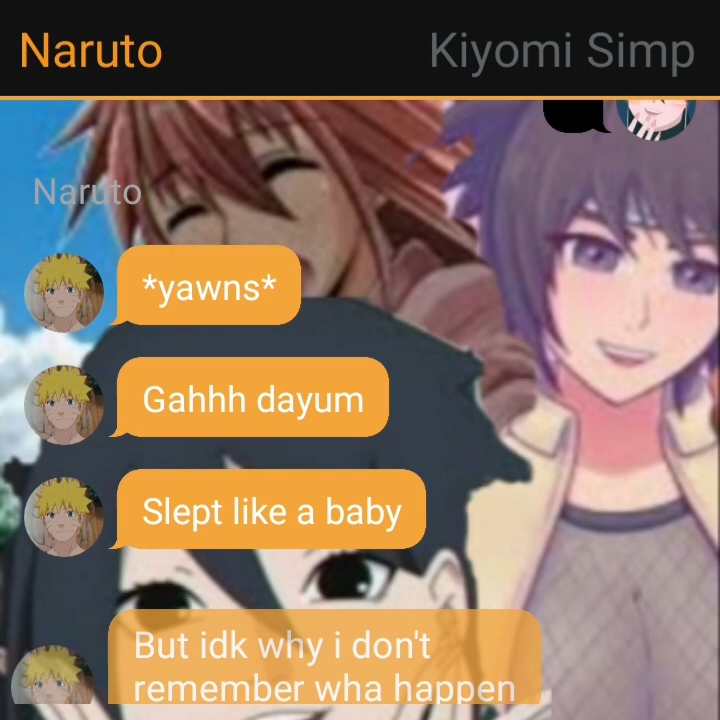 Naruto
Kiyomi Simp
Naruto
*yawns*
Gahhh dayum
Slept like a baby
But idk why i don't
remember wha happen